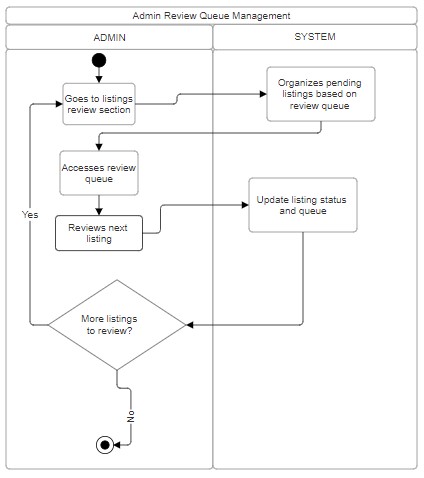 Admin Review Queue Management
ADMIN
SYSTEM
Goes to listings
review section
Organizes pending
listings based on
review queue
Accesses review
queue
Update listing status
and queue
Reviews next
listing
Yes
More listings
to review?
No